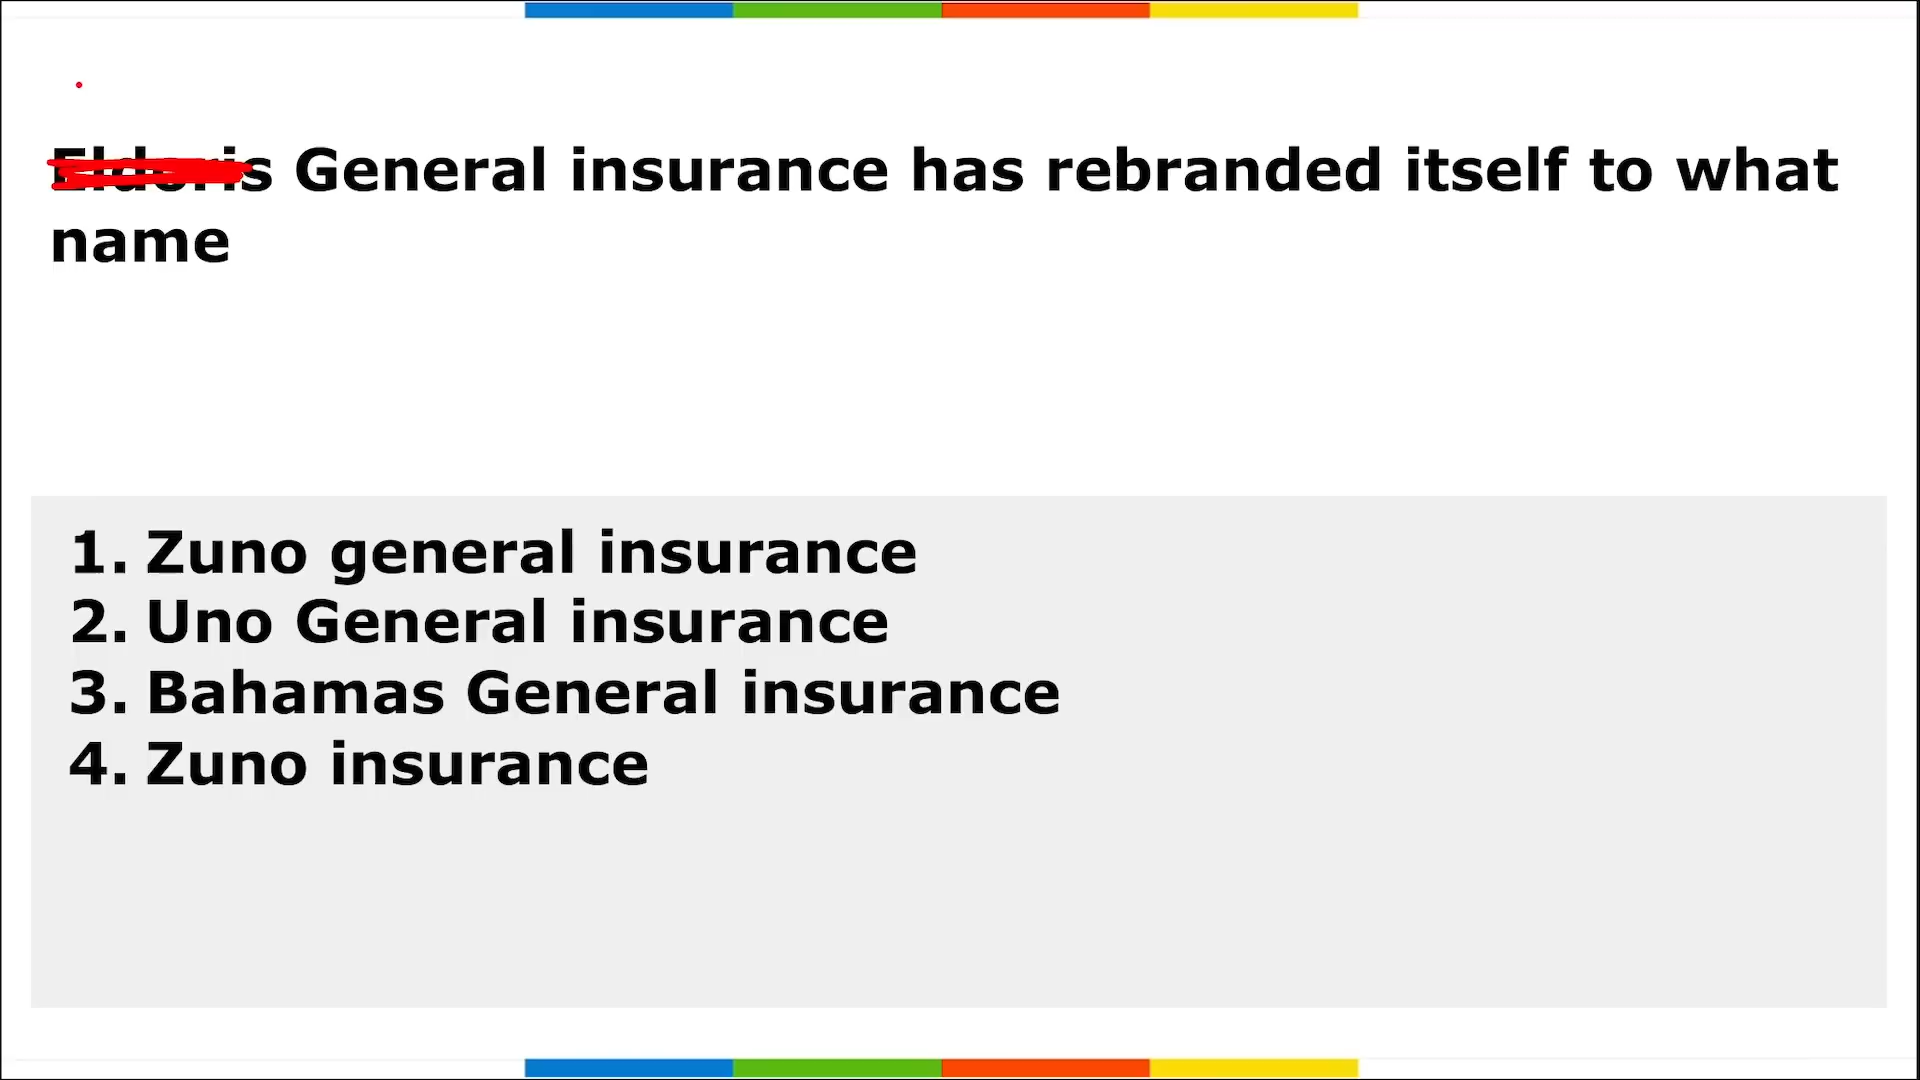 Eldoris General insurance has rebranded itself to what
name
1. Zuno general insurance
2. Uno General insurance
3. Bahamas General insurance
4. Zuno insurance